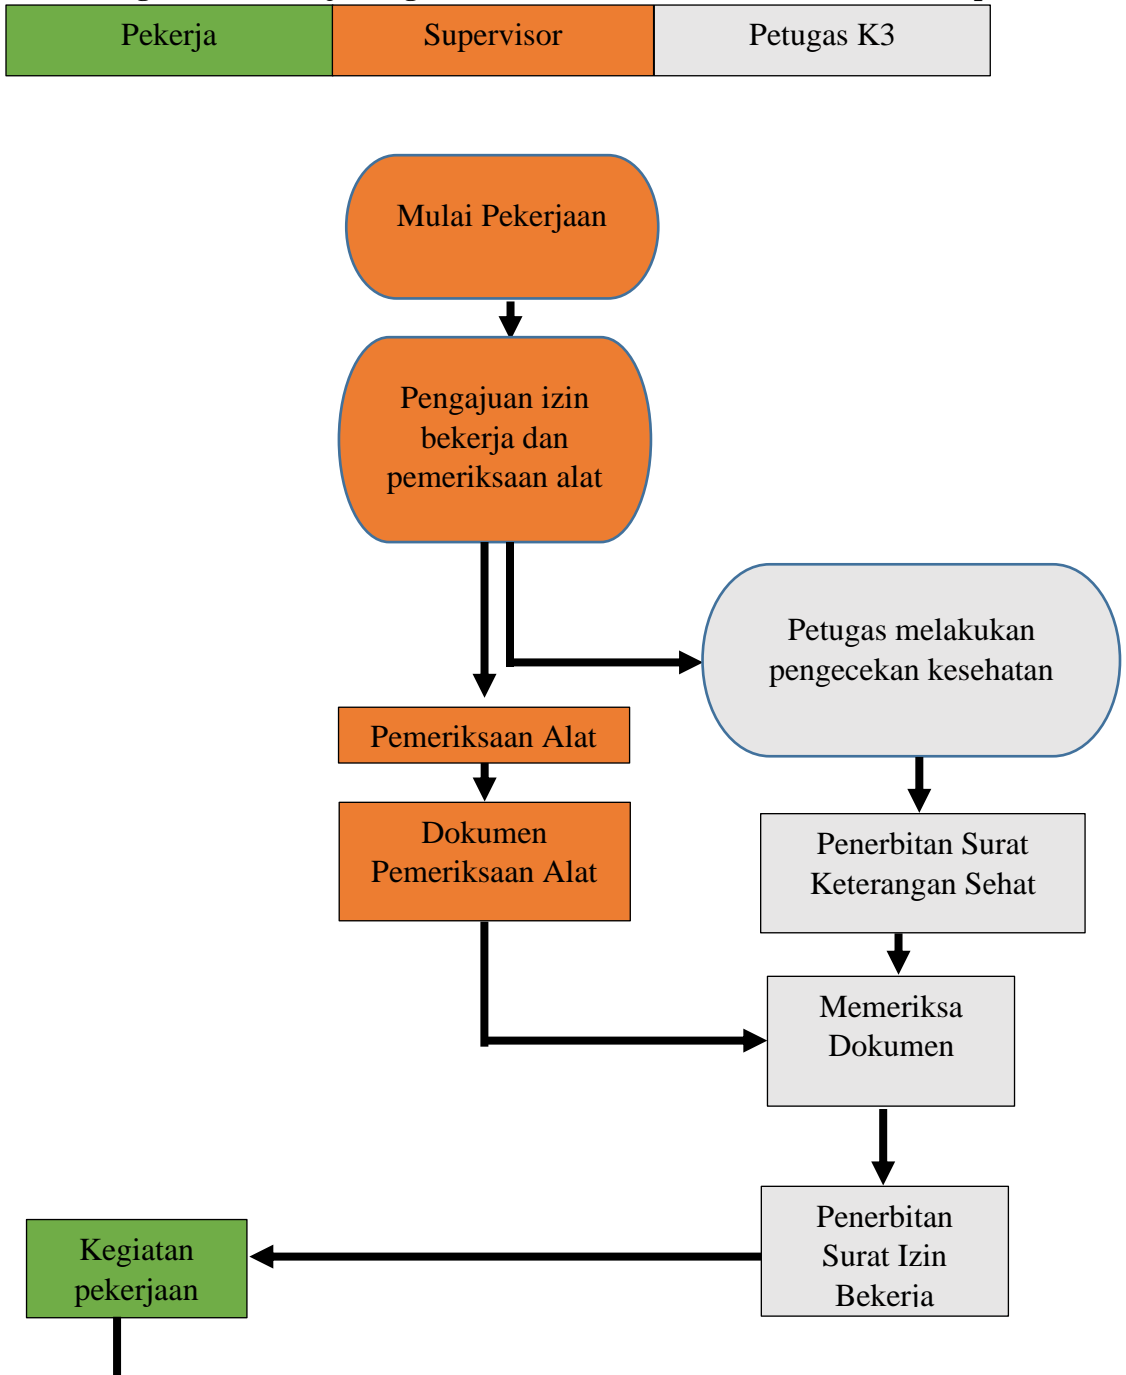 Pekerja
Supervisor
Petugas K3
Mulai Pekerjaan
Pengajuan izin
bekerja dan
pemeriksaan alat
Petugas melakukan
pengecekan kesehatan
Pemeriksaan Alat
Dokumen
Pemeriksaan Alat
Penerbitan Surat
Keterangan Sehat
Memeriksa
Dokumen
Penerbitan
Surat Izin
Bekerja
Kegiatan
pekerjaan